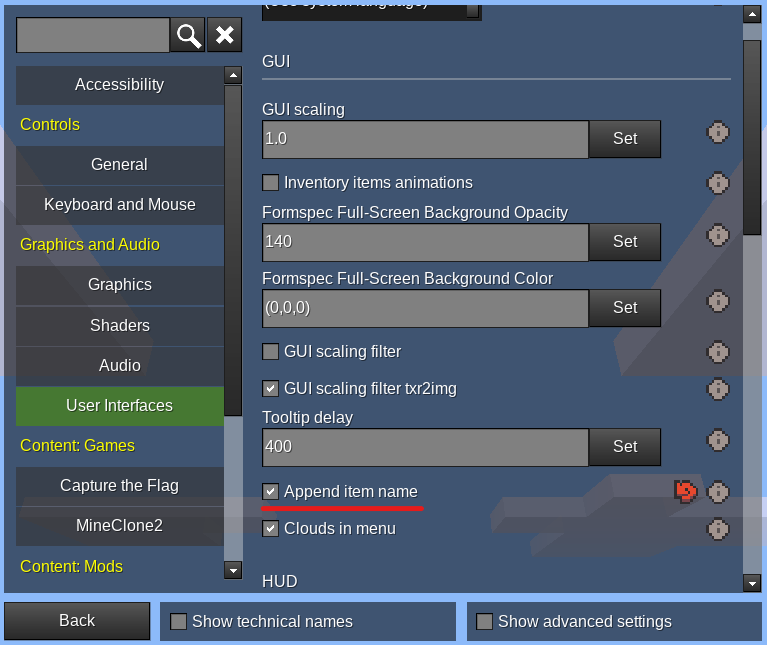 (Use system language)
Accessibility
Controls
General
Keyboard and Mouse
Graphics and Audio
Graphics
Shaders
Audio
User Interfaces
Content: Games
Capture the Flag
MineClone2
Content: Mods
GUI
GUI scaling
1.0 Set
Inventory items animations
Formspec Full-Screen Background Opacity
140 Set
Formspec Full-Screen Background Color
(0,0,0) Set
GUI scaling filter
GUI scaling filter txr2img
Tooltip delay
400 Set
Append item name
Clouds in menu
HUD
Back
Show technical names
Show advanced settings